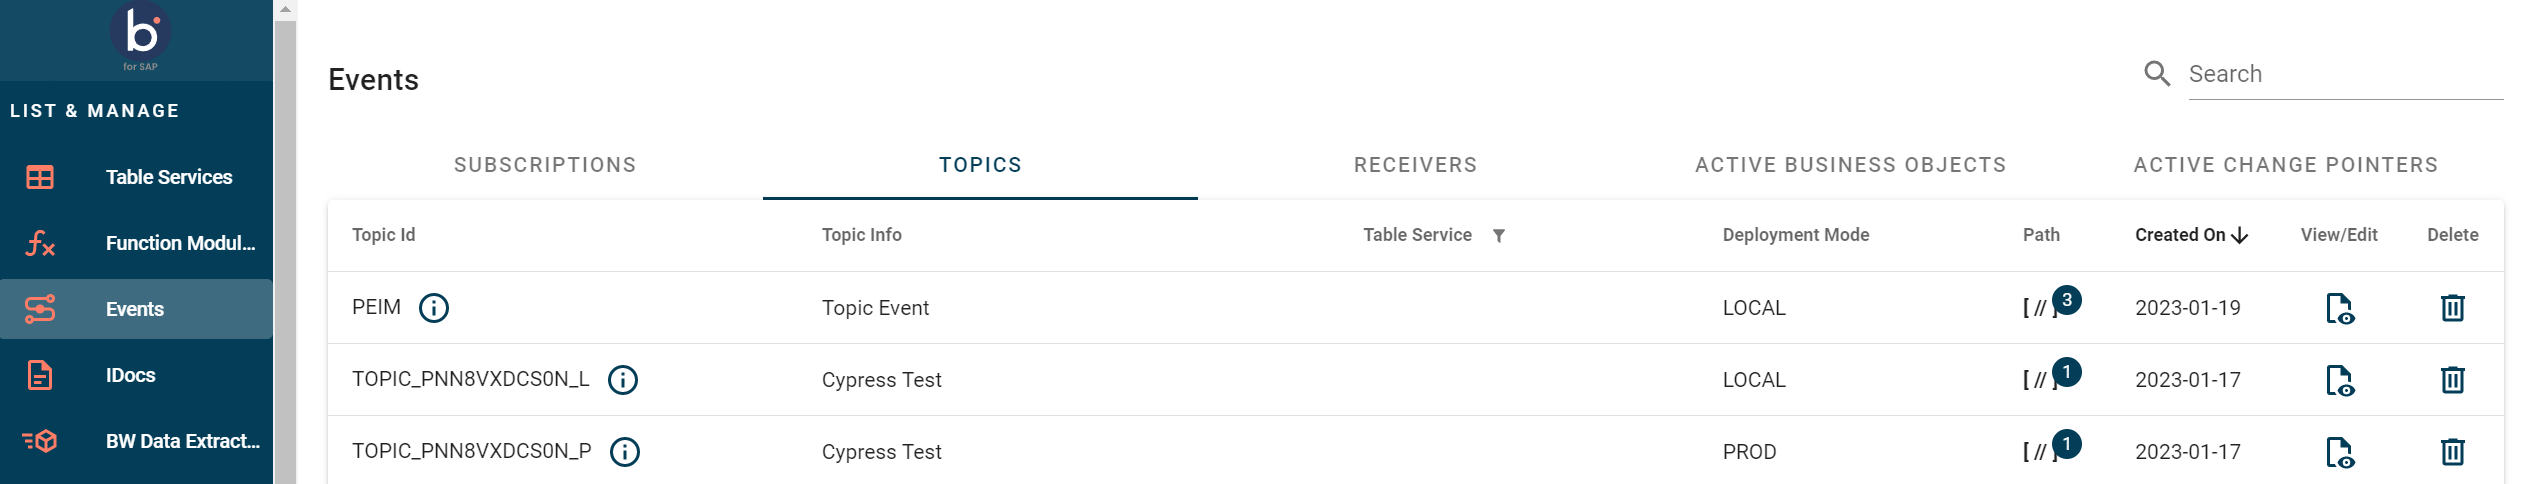 b
for SAP
LIST & MANAGE
Table Services
Function Modul...
Events
IDocs
BW Data Extract...
Events
Search
SUBSCRIPTIONS TOPICS RECEIVERS ACTIVE BUSINESS OBJECTS ACTIVE CHANGE POINTERS
Topic Id Topic Info Table Service Deployment Mode Path Created On View/Edit Delete
PEIM Topic Event LOCAL [ // ] 3 2023-01-19
TOPIC_PNN8VXDCS0N_L Cypress Test LOCAL [ // ] 1 2023-01-17
TOPIC_PNN8VXDCS0N_P Cypress Test PROD [ // ] 1 2023-01-17